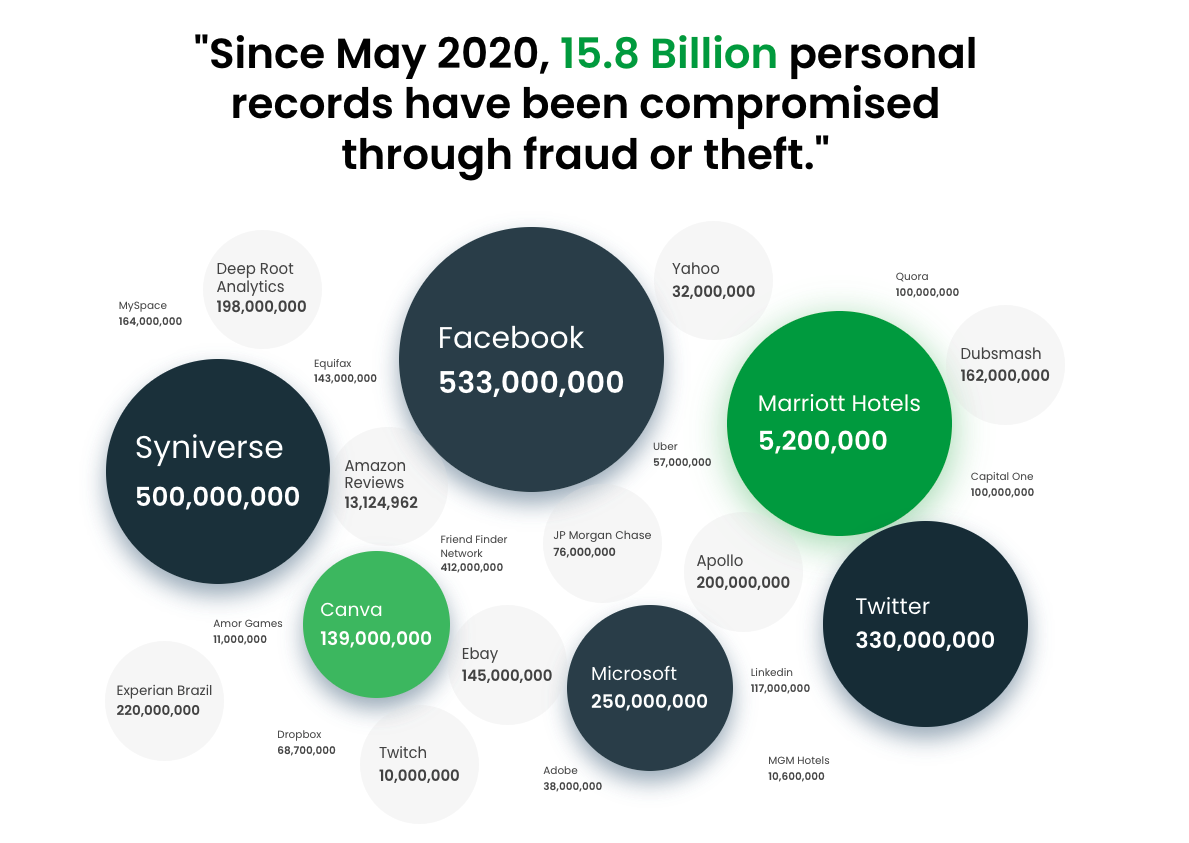 "Since May 2020, 15.8 Billion personal
records have been compromised
through fraud or theft."
Deep Root
Analytics
198,000,000
MySpace
164,000,000
Equifax
143,000,000
Facebook
533,000,000
Yahoo
32,000,000
Quora
100,000,000
Dubsmash
162,000,000
Marriott Hotels
5,200,000
Syniverse
500,000,000
Amazon
Reviews
13,124,962
Uber
57,000,000
Capital One
100,000,000
Friend Finder
Network
412,000,000
JP Morgan Chase
76,000,000
Apollo
200,000,000
Twitter
330,000,000
Canva
139,000,000
Amor Games
11,000,000
Ebay
145,000,000
Microsoft
250,000,000
Linkedin
117,000,000
Experian Brazil
220,000,000
Dropbox
68,700,000
Twitch
10,000,000
Adobe
38,000,000
MGM Hotels
10,600,000